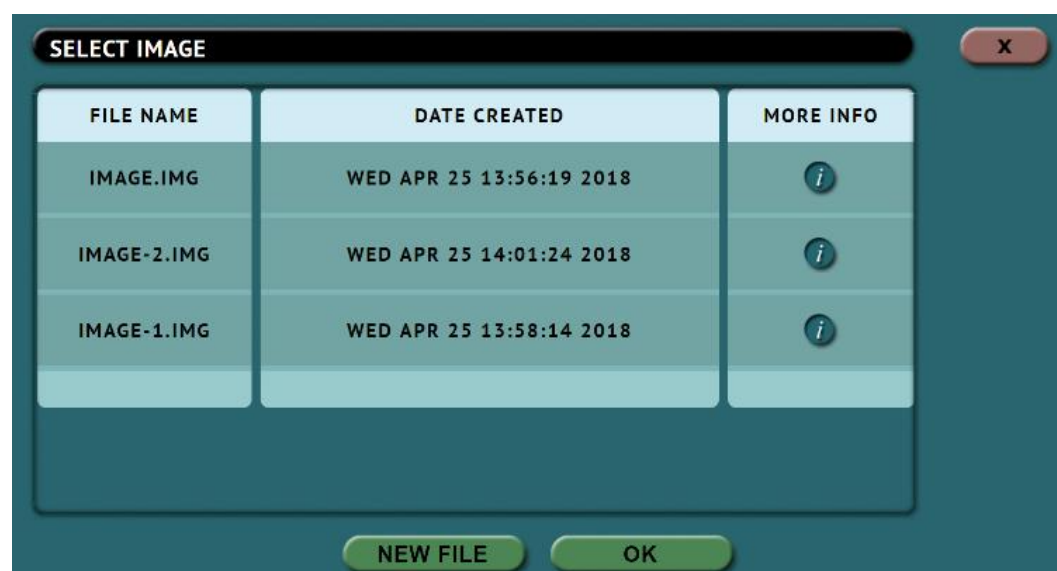 SELECT IMAGE X
FILE NAME DATE CREATED MORE INFO
IMAGE.IMG WED APR 25 13:56:19 2018 i
IMAGE-2.IMG WED APR 25 14:01:24 2018 i
IMAGE-1.IMG WED APR 25 13:58:14 2018 i
NEW FILE OK